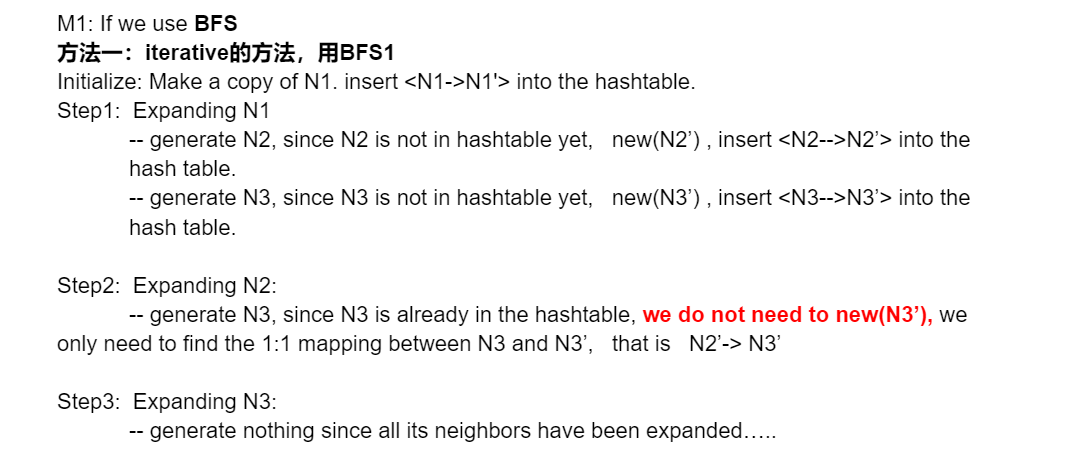 M1: If we use BFS
方法一：iterative的方法，用BFS1
Initialize: Make a copy of N1. insert <N1->N1'> into the hashtable.
Step1:  Expanding N1
-- generate N2, since N2 is not in hashtable yet,   new(N2’) , insert <N2-->N2’> into the
hash table.
-- generate N3, since N3 is not in hashtable yet,   new(N3’) , insert <N3-->N3’> into the
hash table.
Step2:  Expanding N2:
-- generate N3, since N3 is already in the hashtable, we do not need to new(N3’), we
only need to find the 1:1 mapping between N3 and N3’,   that is   N2’-> N3’
Step3:  Expanding N3:
-- generate nothing since all its neighbors have been expanded…..